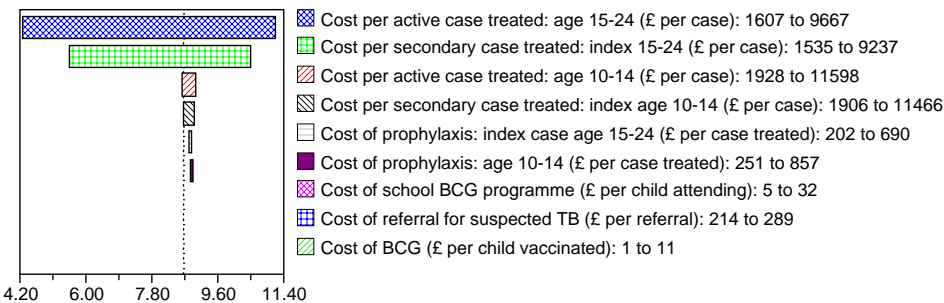 Cost per active case treated: age 15-24 (£ per case): 1607 to 9667
Cost per secondary case treated: index 15-24 (£ per case): 1535 to 9237
Cost per active case treated: age 10-14 (£ per case): 1928 to 11598
Cost per secondary case treated: index age 10-14 (£ per case): 1906 to 11466
Cost of prophylaxis: index case age 15-24 (£ per case treated): 202 to 690
Cost of prophylaxis: age 10-14 (£ per case treated): 251 to 857
Cost of school BCG programme (£ per child attending): 5 to 32
Cost of referral for suspected TB (£ per referral): 214 to 289
Cost of BCG (£ per child vaccinated): 1 to 11
4.20 6.00 7.80 9.60 11.40